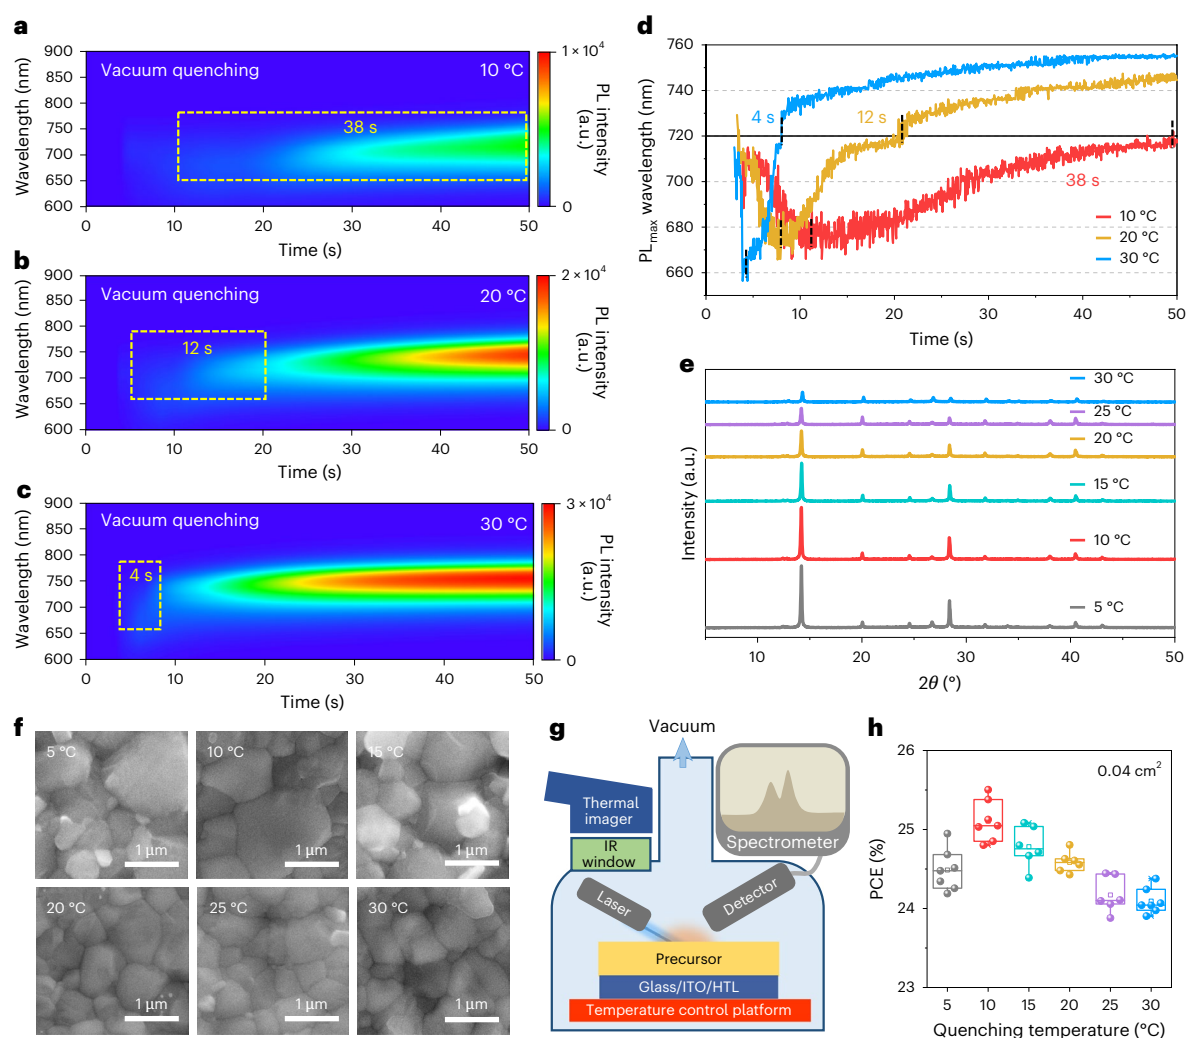 a
900
850
800
750
700
650
600
Wavelength (nm)
Vacuum quenching
10 °C
38 s
0
10
20
30
40
50
Time (s)
1 × 10⁴
0
PL intensity
(a.u.)
b
900
850
800
750
700
650
600
Wavelength (nm)
Vacuum quenching
20 °C
12 s
0
10
20
30
40
50
Time (s)
2 × 10⁴
0
PL intensity
(a.u.)
c
900
850
800
750
700
650
600
Wavelength (nm)
Vacuum quenching
30 °C
4 s
0
10
20
30
40
50
Time (s)
3 × 10⁴
0
PL intensity
(a.u.)
d
760
740
720
700
680
660
PLmax wavelength (nm)
4 s
12 s
38 s
10 °C
20 °C
30 °C
0
10
20
30
40
50
Time (s)
e
Intensity (a.u.)
30 °C
25 °C
20 °C
15 °C
10 °C
5 °C
10
20
30
40
50
2θ (°)
f
5 °C
1 µm
10 °C
1 µm
15 °C
1 µm
20 °C
1 µm
25 °C
1 µm
30 °C
1 µm
g
Vacuum
Thermal
imager
IR
window
Spectrometer
Laser
Detector
Precursor
Glass/ITO/HTL
Temperature control platform
h
26
25
24
23
PCE (%)
0.04 cm²
5
10
15
20
25
30
Quenching temperature (°C)